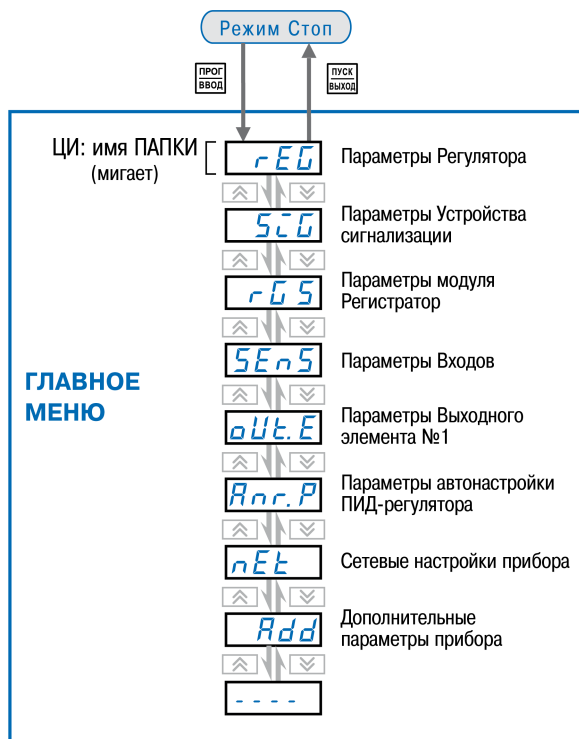 Режим Стоп
ПРОГ
ВВОД
ПУСК
ВЫХОД
ЦИ: имя ПАПКИ
(мигает)
rEG
Параметры Регулятора
SiG
Параметры Устройства
сигнализации
rGS
Параметры модуля
Регистратор
SEnS
Параметры Входов
ГЛАВНОЕ
МЕНЮ
oUt.E
Параметры Выходного
элемента №1
Anr.P
Параметры автонастройки
ПИД-регулятора
nEt
Сетевые настройки прибора
Add
Дополнительные
параметры прибора
- - - -